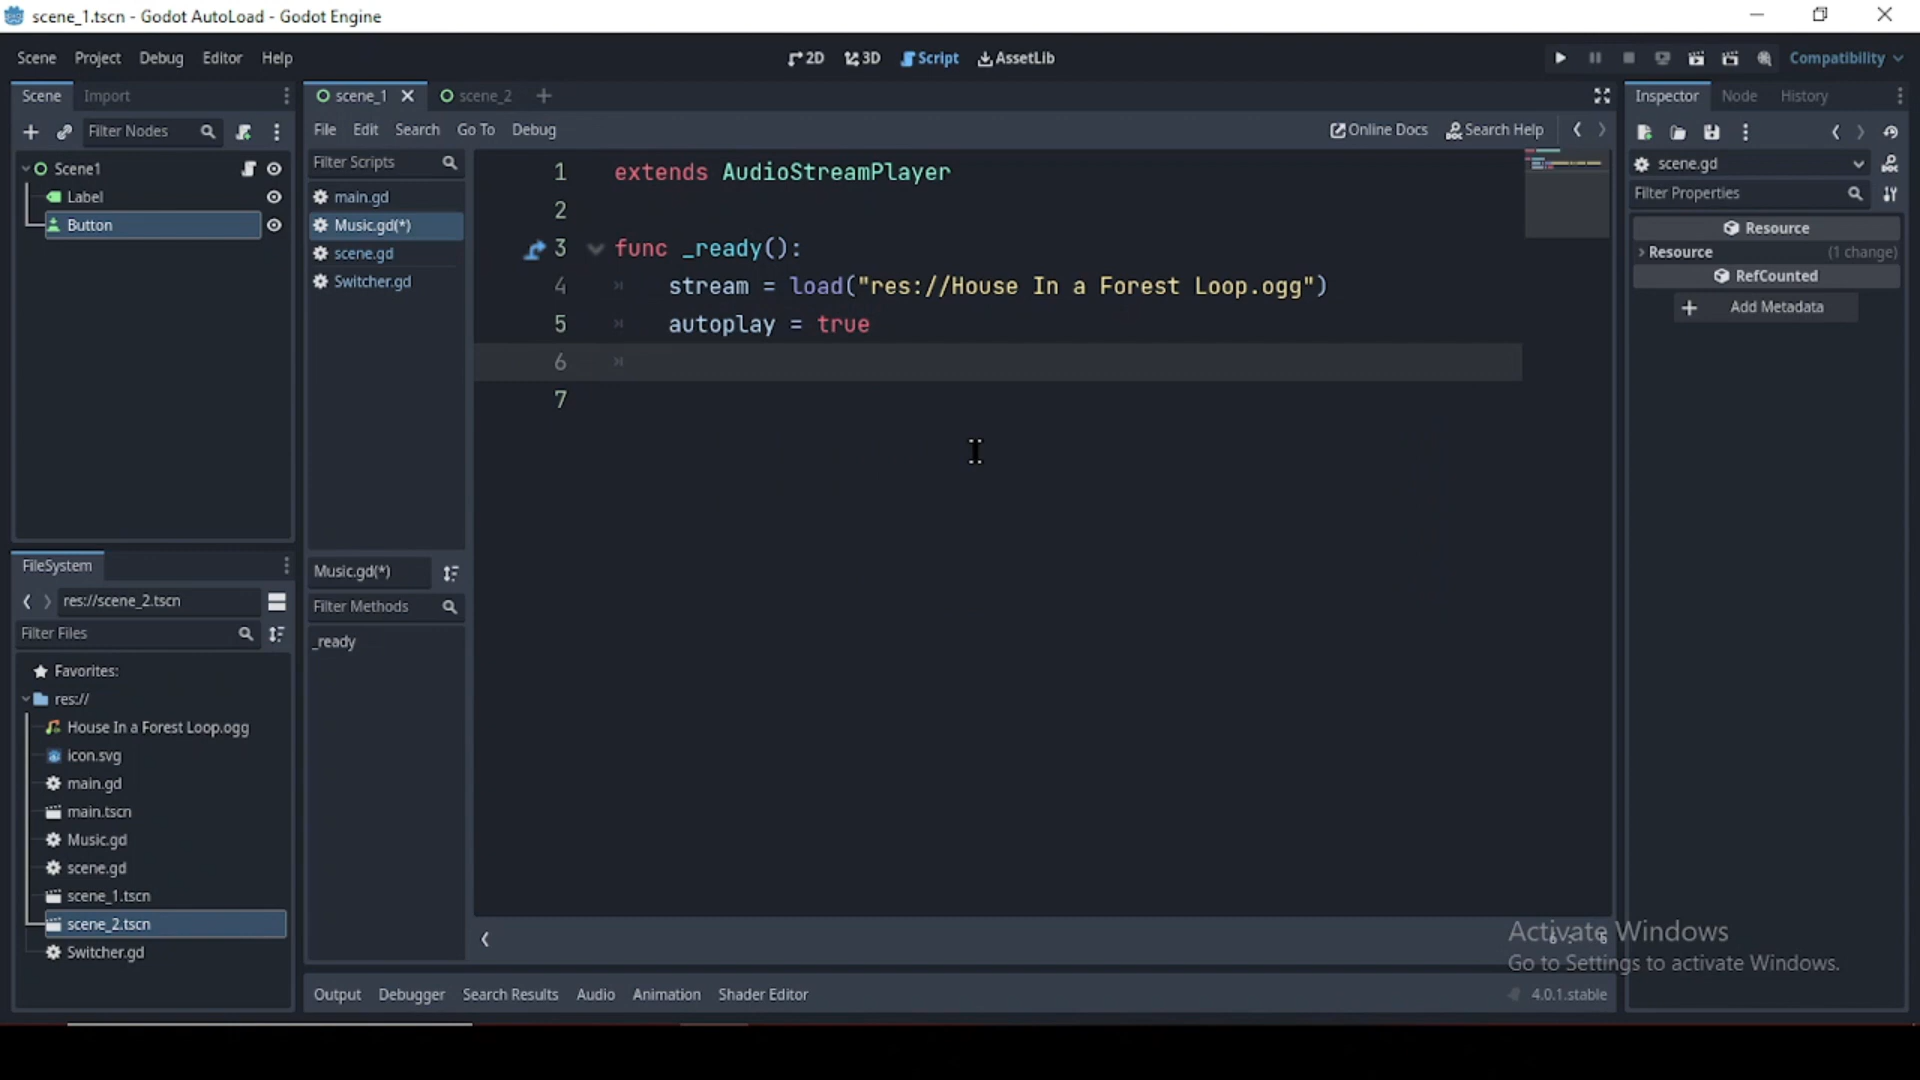 scene_1.tscn - Godot AutoLoad - Godot Engine
Scene Project Debug Editor Help
2D 3D Script AssetLib
Compatibility
Scene Import
Filter Nodes
Scene1
Label
Button
FileSystem
res://scene_2.tscn
Filter Files
Favorites:
res://
House In a Forest Loop.ogg
icon.svg
main.gd
main.tscn
Music.gd
scene.gd
scene_1.tscn
scene_2.tscn
Switcher.gd
scene_1 scene_2
File Edit Search Go To Debug
Online Docs Search Help
Filter Scripts
main.gd
Music.gd(*)
scene.gd
Switcher.gd
Music.gd(*)
Filter Methods
_ready
1 extends AudioStreamPlayer
2
3 func _ready():
4 stream = load("res://House In a Forest Loop.ogg")
5 autoplay = true
6
7
Output Debugger Search Results Audio Animation Shader Editor
4.0.1.stable
Inspector Node History
scene.gd
Filter Properties
Resource
Resource (1 change)
RefCounted
Add Metadata
Activate Windows
Go to Settings to activate Windows.